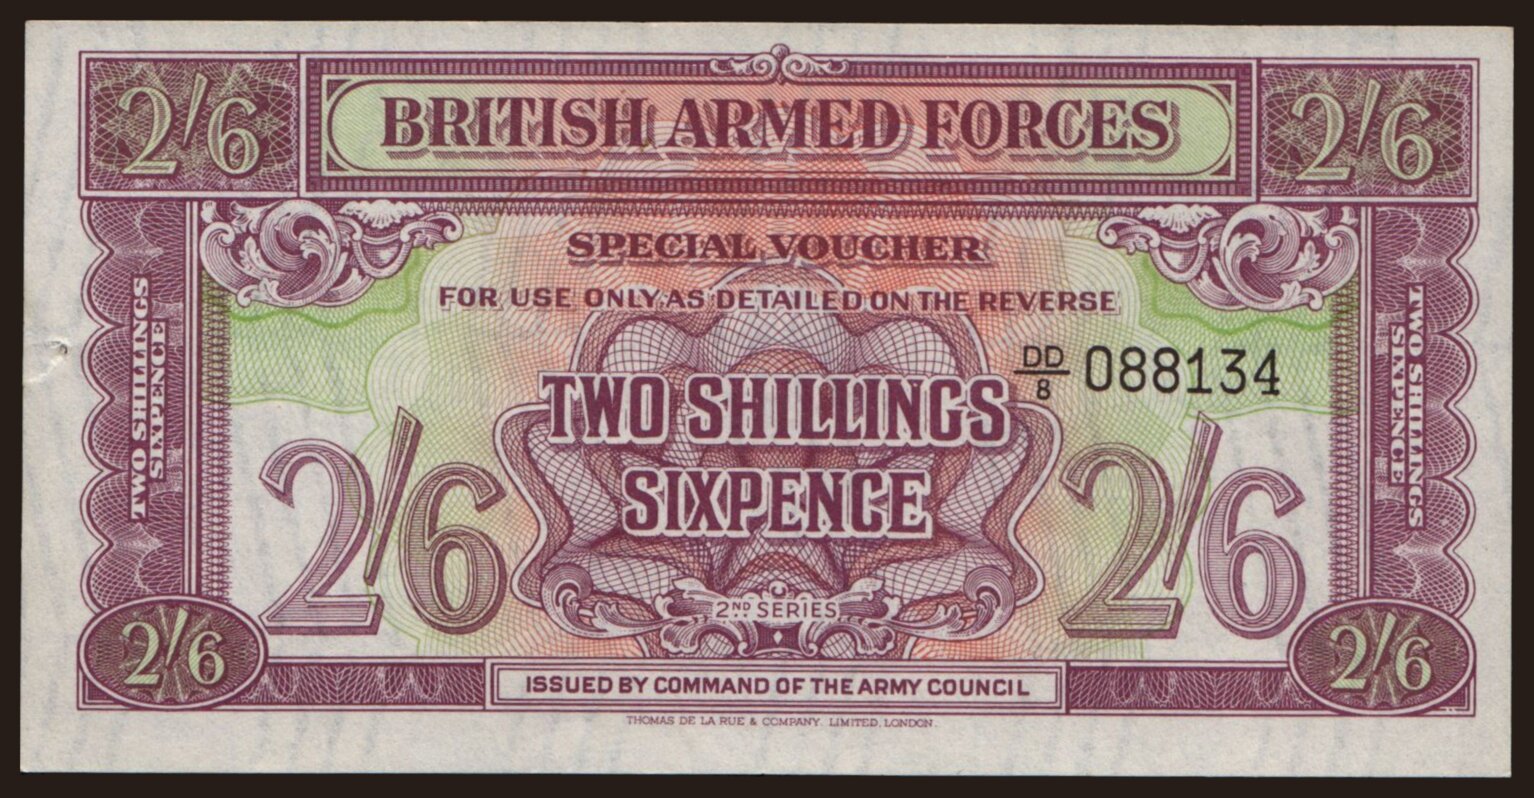 2/6 BRITISH ARMED FORCES 2/6
SPECIAL VOUCHER
FOR USE ONLY AS DETAILED ON THE REVERSE
DD/8 088134
TWO SHILLINGS
SIXPENCE
TWO SHILLINGS
SIXPENCE
TWO SHILLINGS
SIXPENCE
2/6 2/6
2ND SERIES
2/6 2/6
ISSUED BY COMMAND OF THE ARMY COUNCIL
THOMAS DE LA RUE & COMPANY. LIMITED, LONDON.